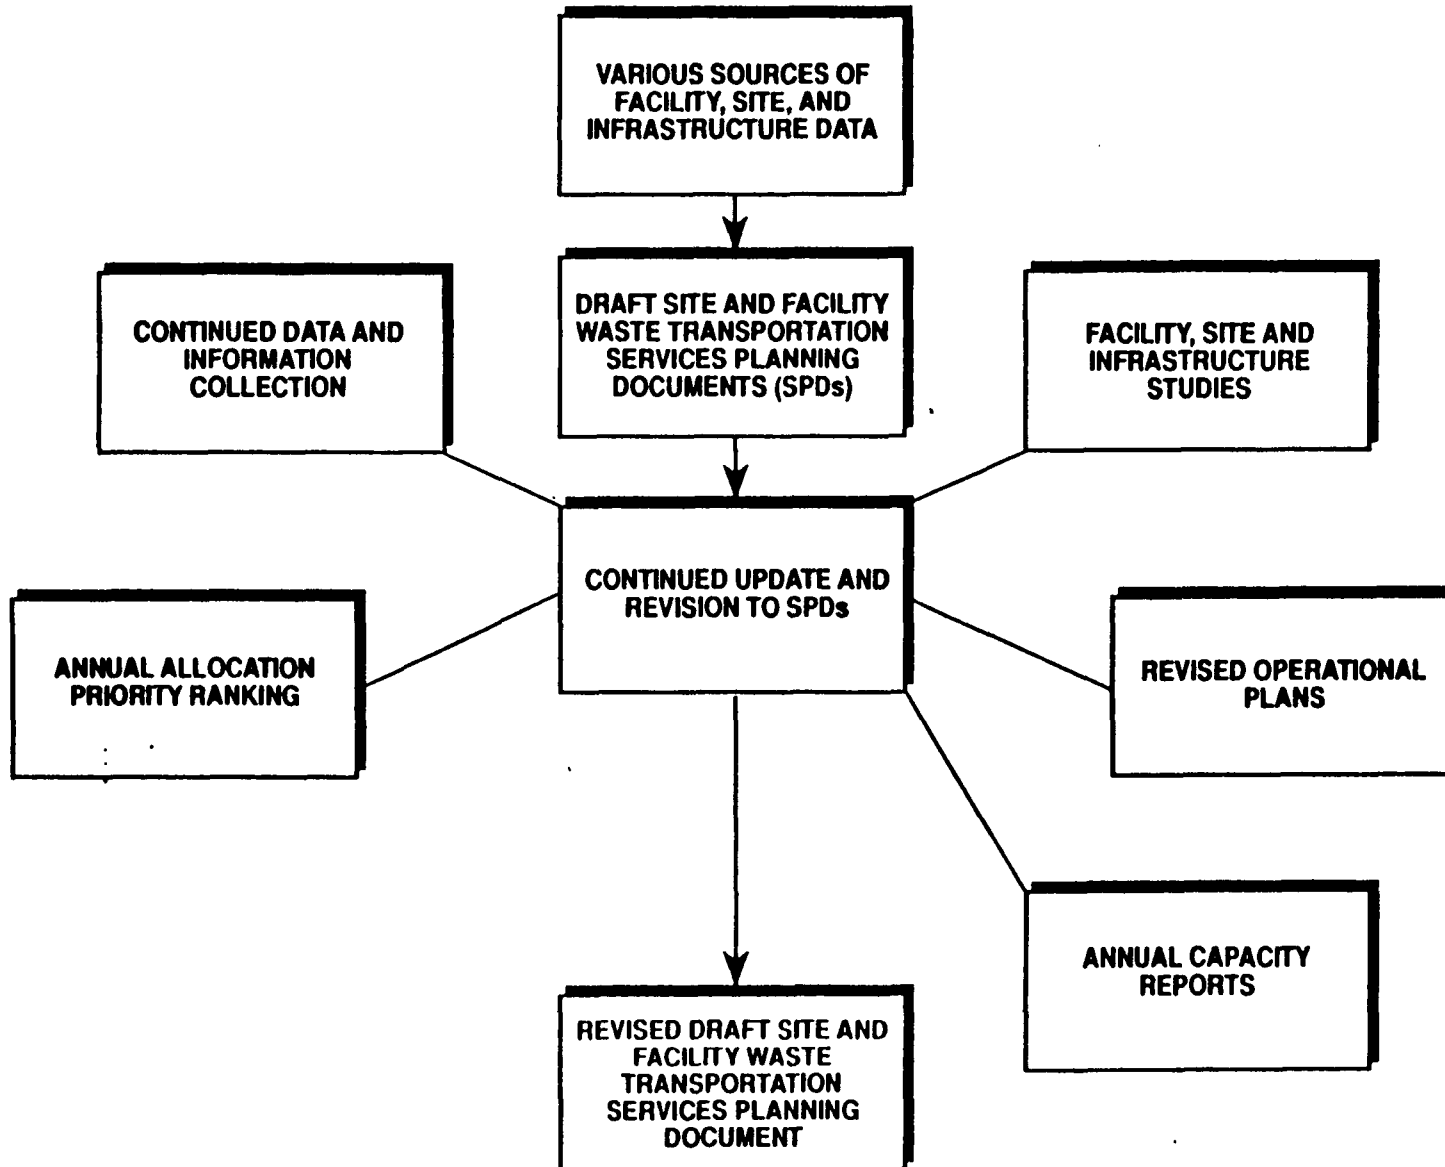 VARIOUS SOURCES OF
FACILITY, SITE, AND
INFRASTRUCTURE DATA
DRAFT SITE AND FACILITY
WASTE TRANSPORTATION
SERVICES PLANNING
DOCUMENTS (SPDs)
CONTINUED DATA AND
INFORMATION
COLLECTION
FACILITY, SITE AND
INFRASTRUCTURE
STUDIES
CONTINUED UPDATE AND
REVISION TO SPDs
ANNUAL ALLOCATION
PRIORITY RANKING
REVISED OPERATIONAL
PLANS
ANNUAL CAPACITY
REPORTS
REVISED DRAFT SITE AND
FACILITY WASTE
TRANSPORTATION
SERVICES PLANNING
DOCUMENT